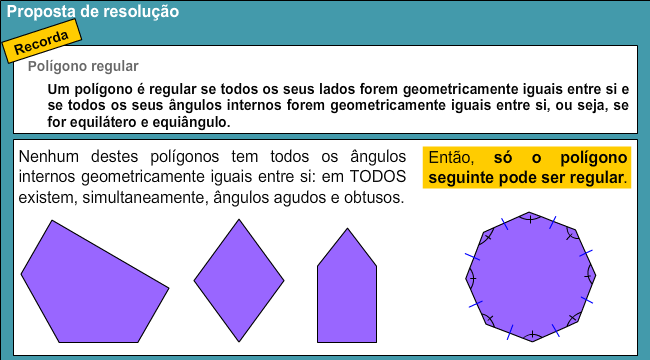 Proposta de resolução
Recorda
Polígono regular
Um polígono é regular se todos os seus lados forem geometricamente iguais entre si e
se todos os seus ângulos internos forem geometricamente iguais entre si, ou seja, se
for equilátero e equiângulo.
Nenhum destes polígonos tem todos os ângulos
internos geometricamente iguais entre si: em TODOS
existem, simultaneamente, ângulos agudos e obtusos.
Então, só o polígono
seguinte pode ser regular.